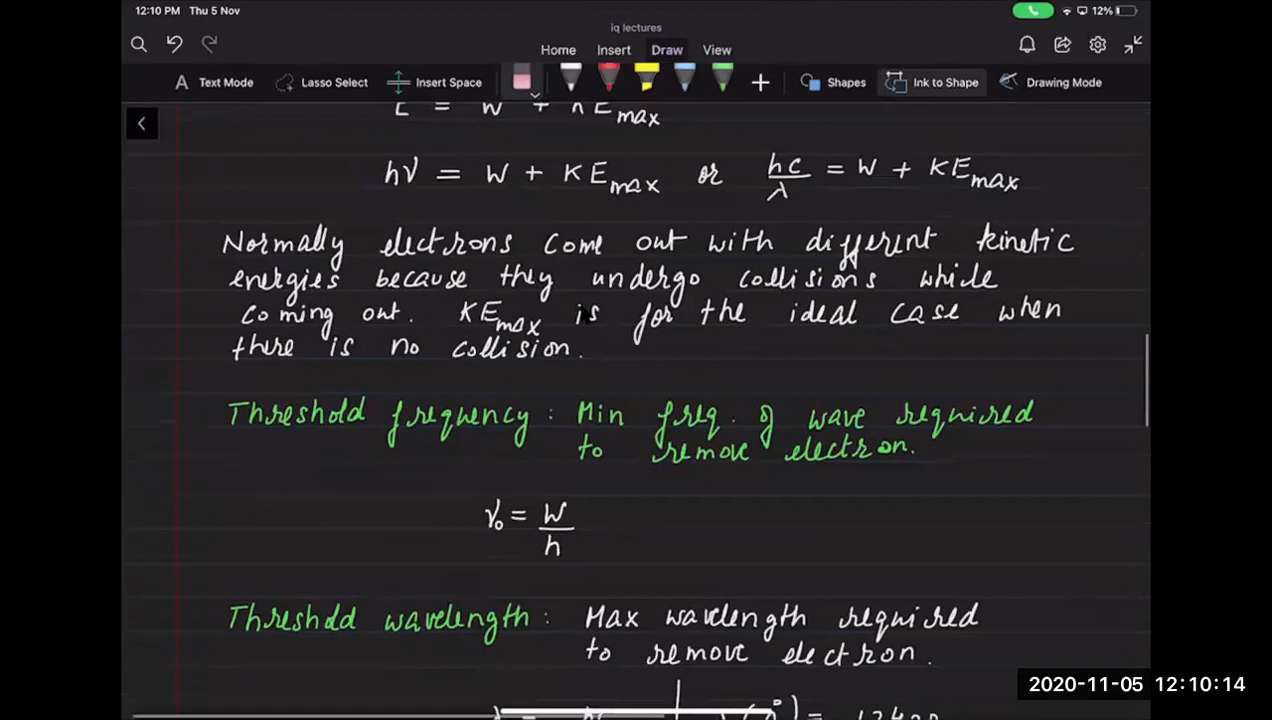 12:10 PM Thu 5 Nov
12%
iq lectures
Home Insert Draw View
Text Mode Lasso Select Insert Space Shapes Ink to Shape Drawing Mode
E = W + KEmax
hν = W + KEmax or hc/λ = W + KEmax
Normally electrons come out with different kinetic
energies because they undergo collisions while
coming out. KEmax is for the ideal case when
there is no collision.
Threshold frequency: Min freq. of wave required
to remove electron.
ν₀ = W/h
Threshold wavelength: Max wavelength required
to remove electron.
2020-11-05 12:10:14